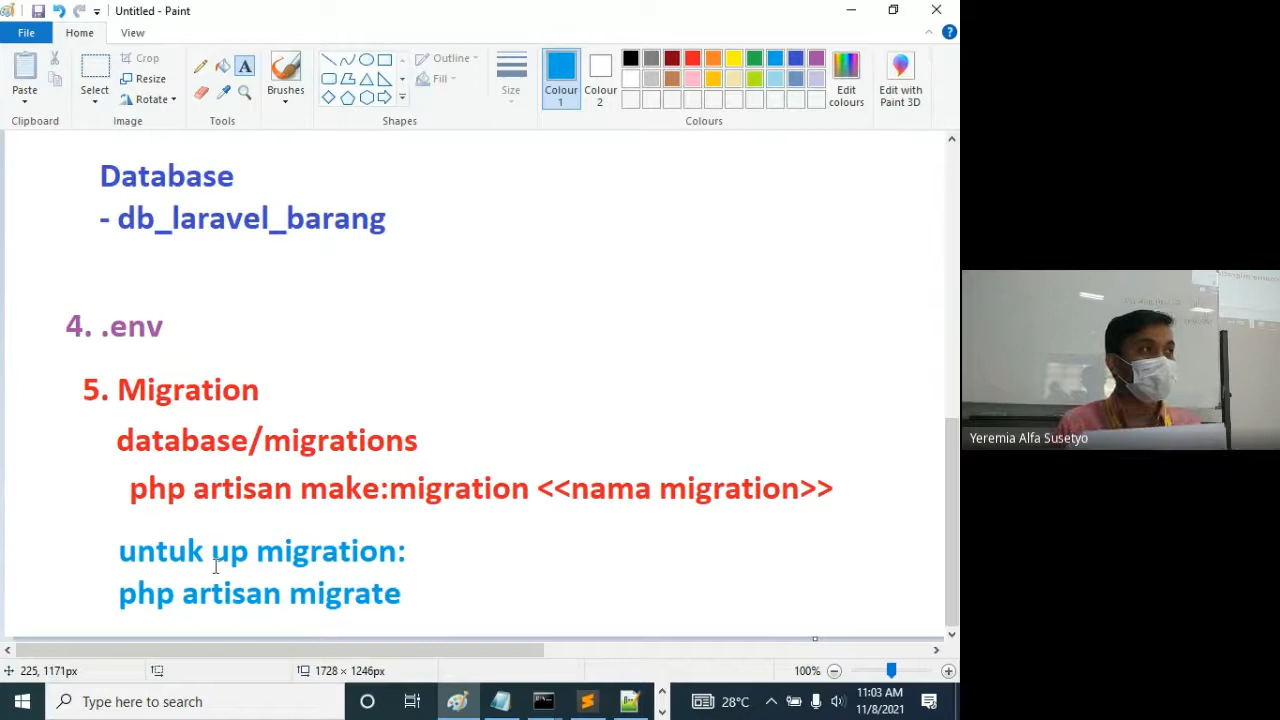 Untitled - Paint
File
Home
View
Paste
Clipboard
Select
Crop
Resize
Rotate
Image
A
Tools
Brushes
Shapes
Outline
Fill
Size
Colour 1
Colour 2
Edit colours
Edit with Paint 3D
Colours
Database
- db_laravel_barang
4. .env
5. Migration
database/migrations
php artisan make:migration <<nama migration>>
untuk up migration:
php artisan migrate
Yeremia Alfa Susetyo
225, 1171px
1728 × 1246px
100%
Type here to search
28°C
11:03 AM
11/8/2021